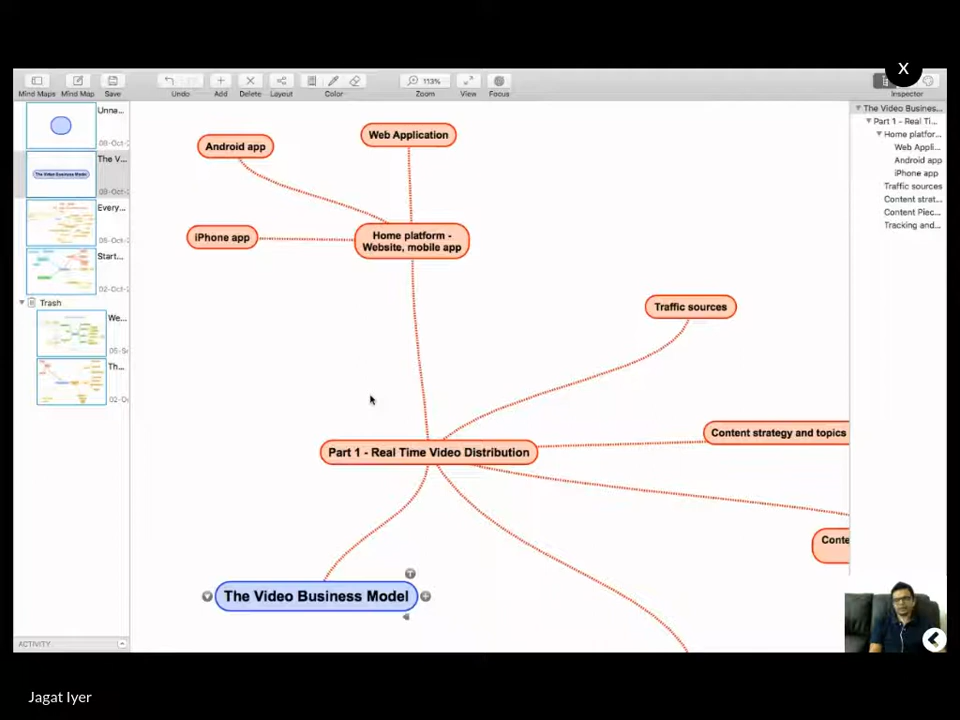 X
Mind Maps
Mind Map
Save
Undo
Add
Delete
Layout
Color
113%
Zoom
View
Focus
Inspector
Unna...
The V...
The Video Business Model
Every...
Start...
02-Oct-
Trash
We...
Th...
ACTIVITY
Android app
Web Application
iPhone app
Home platform -
Website, mobile app
Traffic sources
Content strategy and topics
Part 1 - Real Time Video Distribution
Conte
The Video Business Model
T
The Video Busines...
Part 1 - Real Ti...
Home platfor...
Web Appli...
Android app
iPhone app
Traffic sources
Content strat...
Content Piec...
Tracking and...
Jagat Iyer